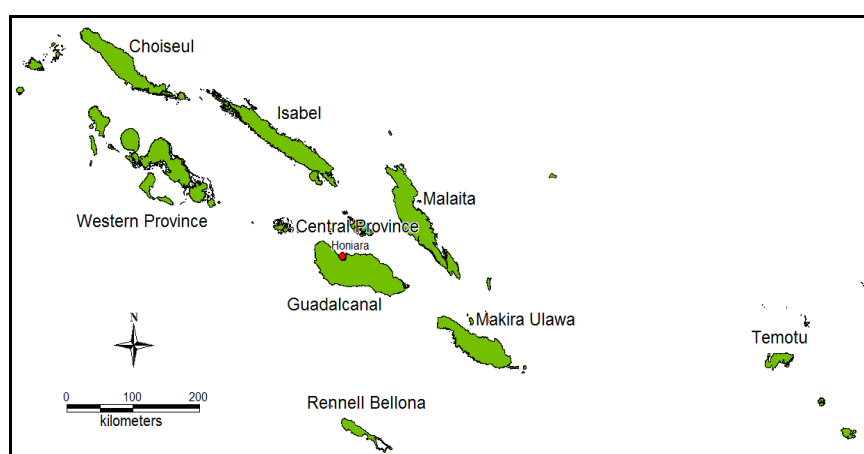 Choiseul
Isabel
Malaita
Western Province
Central Province
Honiara
Guadalcanal
Makira Ulawa
N
Temotu
0 100 200
kilometers
Rennell Bellona